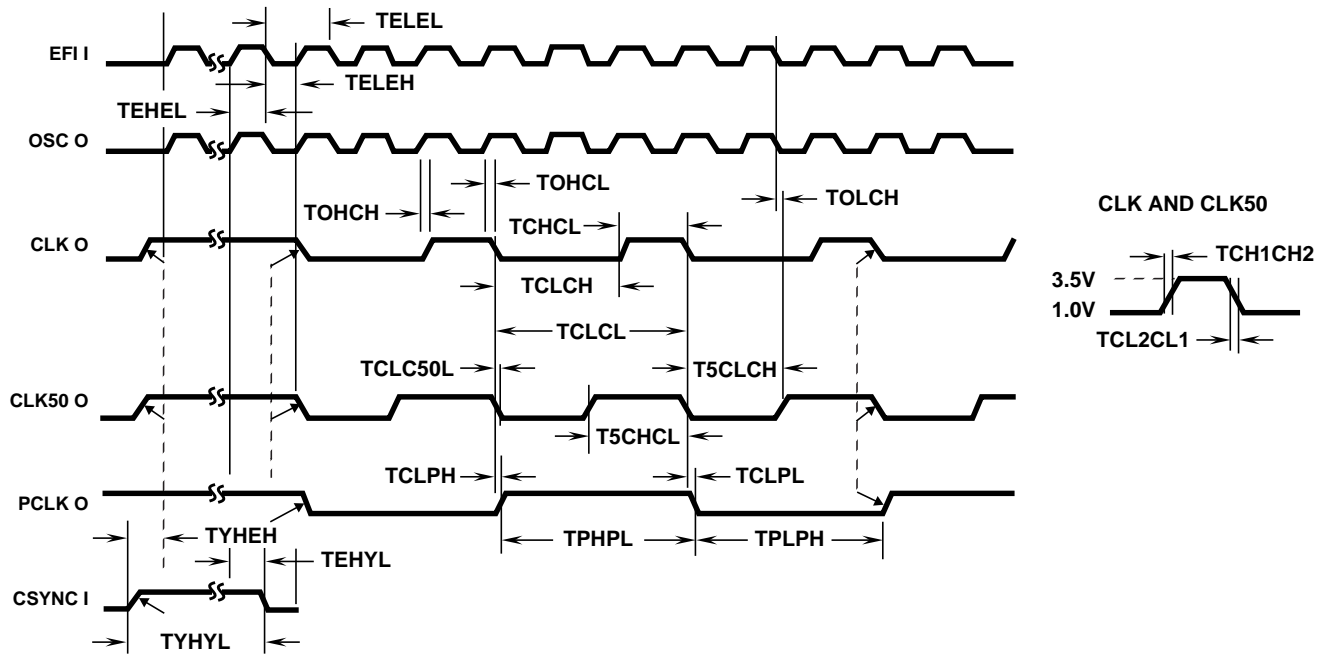 TELEL
EFI I
TELEH
TEHEL
OSC O
TOHCL
TOLCH
TOHCH
TCHCL
CLK O
TCLCH
TCLCL
TCLC50L
T5CLCH
CLK50 O
T5CHCL
TCLPH
TCLPL
PCLK O
TYHEH
TPHPL
TPLPH
TEHYL
CSYNC I
TYHYL
CLK AND CLK50
TCH1CH2
3.5V
1.0V
TCL2CL1